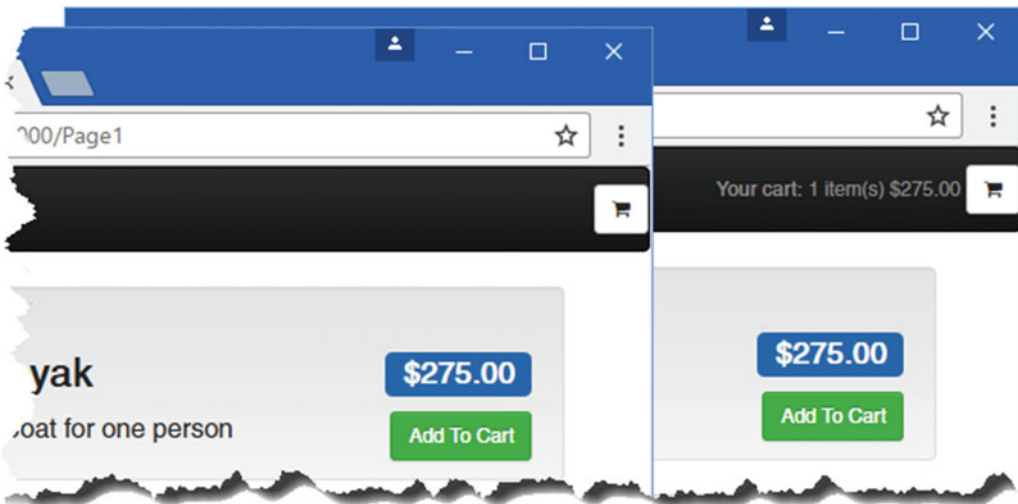 000/Page1
yak
$275.00
oat for one person
Add To Cart
Your cart: 1 item(s) $275.00
$275.00
Add To Cart